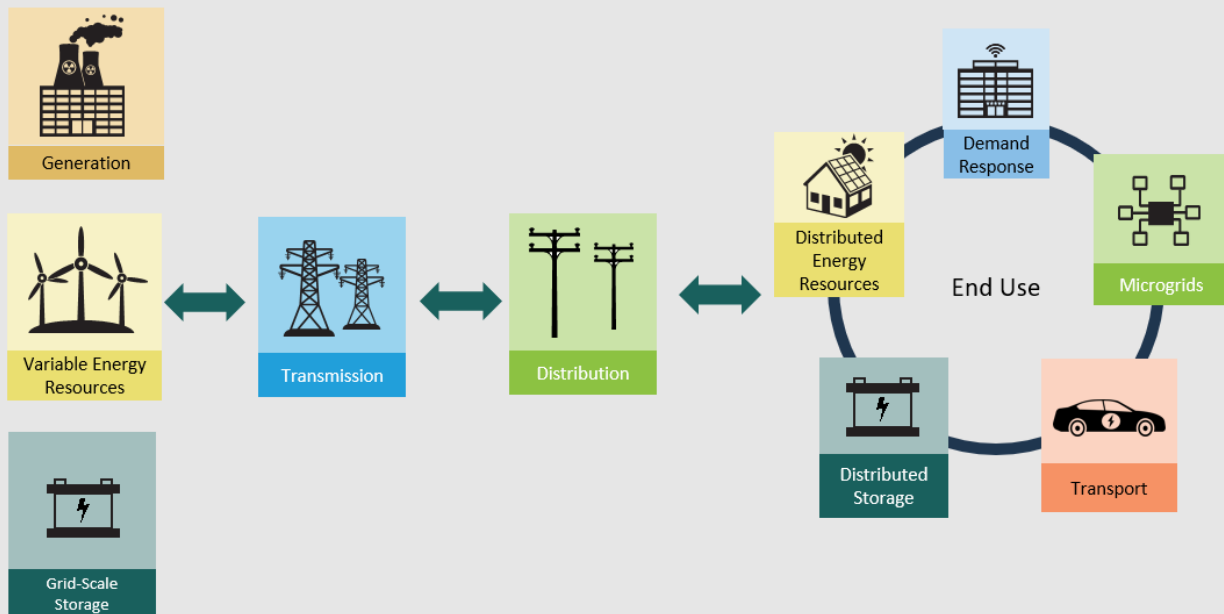 Generation
Variable Energy
Resources
Grid-Scale
Storage
Transmission
Distribution
Distributed
Energy
Resources
Demand
Response
Microgrids
End Use
Distributed
Storage
Transport